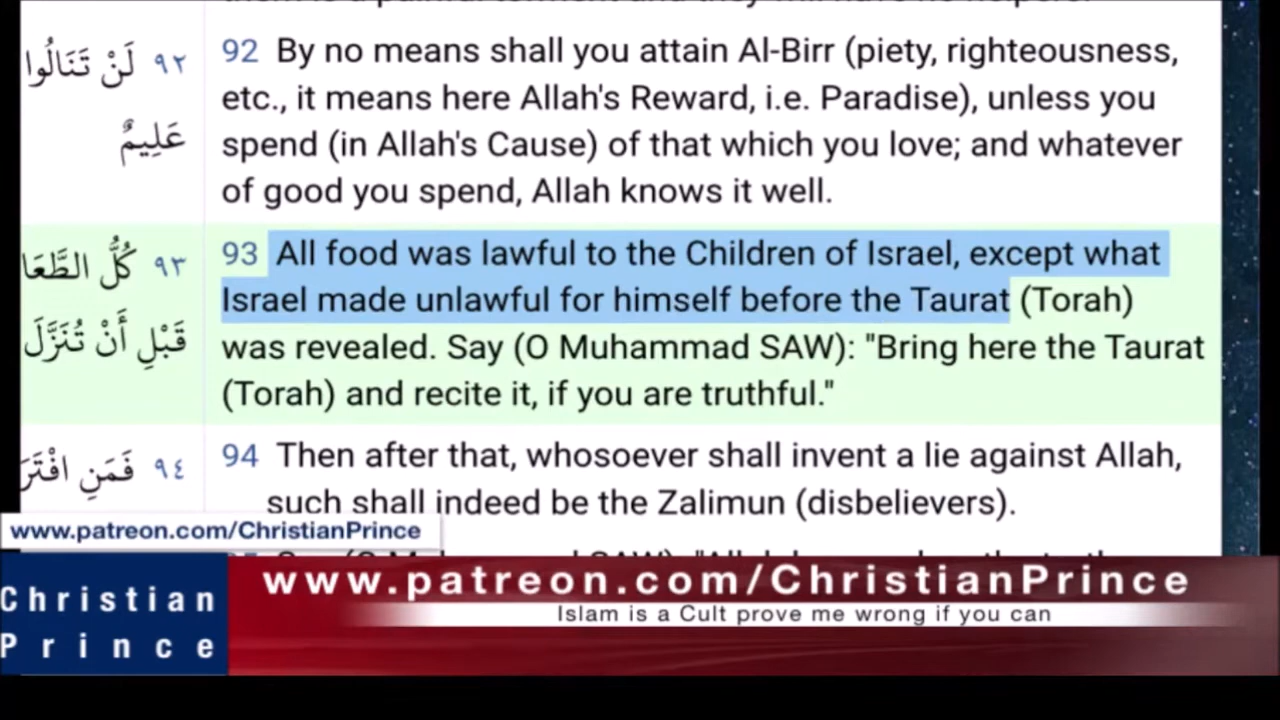 92 By no means shall you attain Al-Birr (piety, righteousness,
لَنْ تَنَالُوا ٩٢
etc., it means here Allah's Reward, i.e. Paradise), unless you
spend (in Allah's Cause) of that which you love; and whatever
عَلِيمٌ
of good you spend, Allah knows it well.
93 All food was lawful to the Children of Israel, except what
كُلُّ الطَّعَا ٩٣
Israel made unlawful for himself before the Taurat (Torah)
was revealed. Say (O Muhammad SAW): "Bring here the Taurat
قَبْلِ أَنْ تُنَزَّلَ
(Torah) and recite it, if you are truthful."
94 Then after that, whosoever shall invent a lie against Allah,
فَمَنِ افْتَرَ ٩٤
such shall indeed be the Zalimun (disbelievers).
www.patreon.com/ChristianPrince
www.patreon.com/ChristianPrince
Christian
Prince
Islam is a Cult prove me wrong if you can